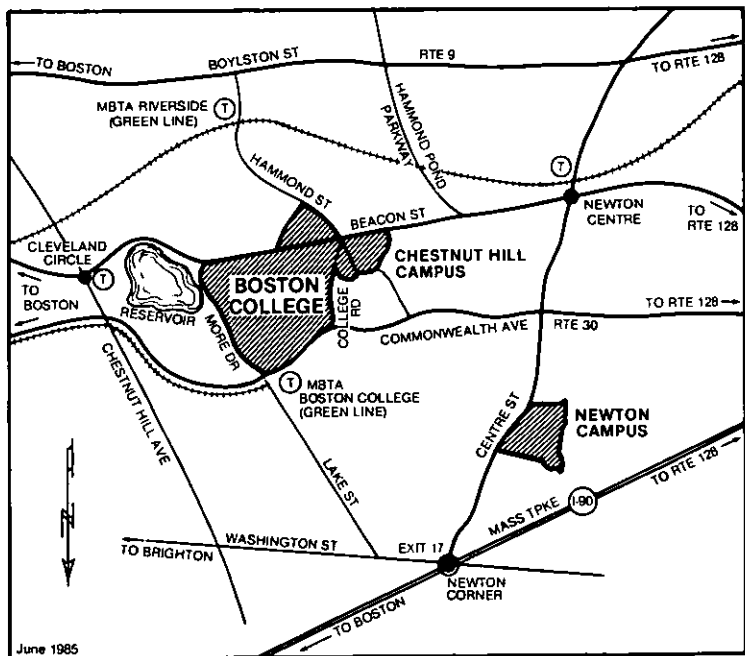 TO BOSTON
BOYLSTON ST
RTE 9
TO RTE 128
MBTA RIVERSIDE
(GREEN LINE)
T
HAMMOND POND
PARKWAY
T
HAMMOND ST
BEACON ST
NEWTON
CENTRE
TO
RTE 128
CLEVELAND
CIRCLE
T
TO
BOSTON
RESERVOIR
MORE DR
BOSTON
COLLEGE
COLLEGE
RD
CHESTNUT HILL
CAMPUS
COMMONWEALTH AVE
RTE 30
TO RTE 128
CHESTNUT HILL AVE
T
MBTA
BOSTON COLLEGE
(GREEN LINE)
LAKE ST
CENTRE ST
NEWTON
CAMPUS
N
TO BRIGHTON
WASHINGTON ST
EXIT 17
MASS TPKE
I-90
TO RTE 128
NEWTON
CORNER
TO BOSTON
June 1985